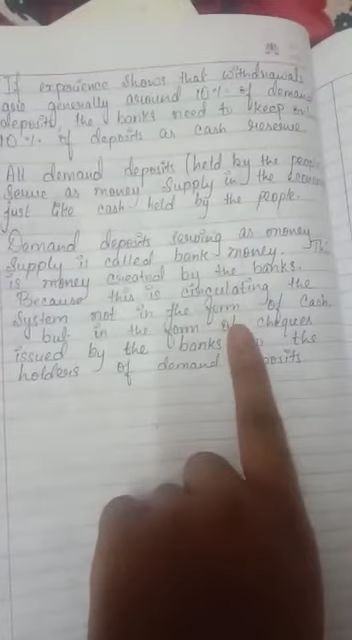 If experience shows that withdrawals
are generally around 10% of demand
deposits, the banks need to keep only
10% of deposits as cash reserve
All demand deposits (held by the people
serve as money supply in the economy
just like cash held by the people.
Demand deposits serving as money
supply is called bank money. This
is money created by the banks.
Because this is circulating the
system not in the form of cash
but in the form of cheques
issued by the banks the
holders of demand